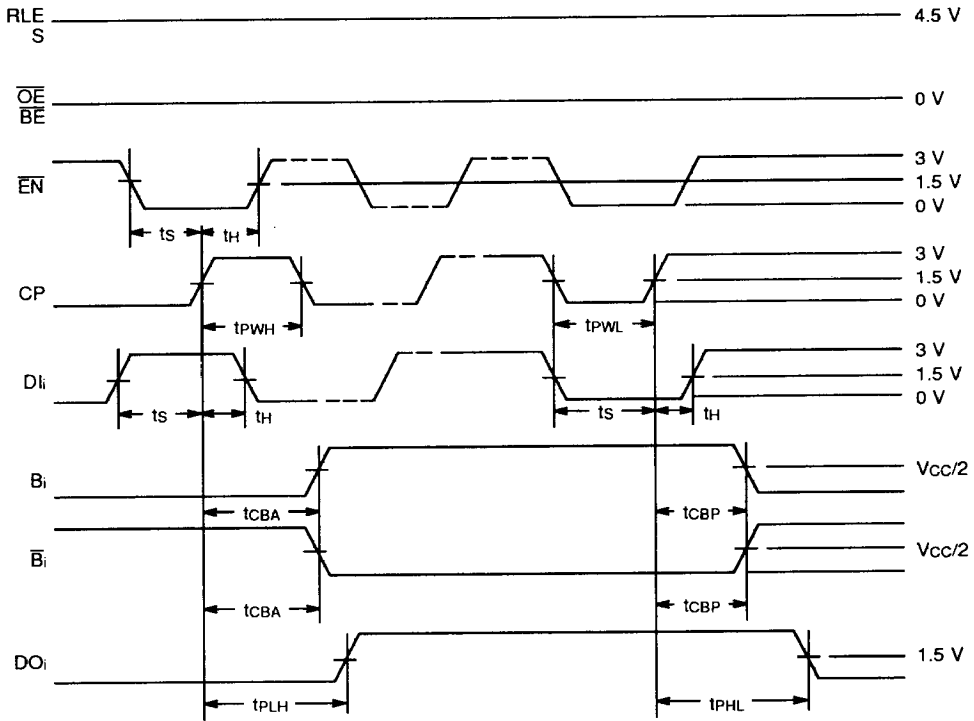 RLE
S
4.5 V
OE
BE
0 V
EN
3 V
1.5 V
0 V
tS
tH
CP
3 V
1.5 V
0 V
tPWH
tPWL
DIi
3 V
1.5 V
0 V
tS
tH
tS
tH
Bi
VCC/2
tCBA
tCBP
B̅i
VCC/2
tCBA
tCBP
DOi
1.5 V
tPLH
tPHL